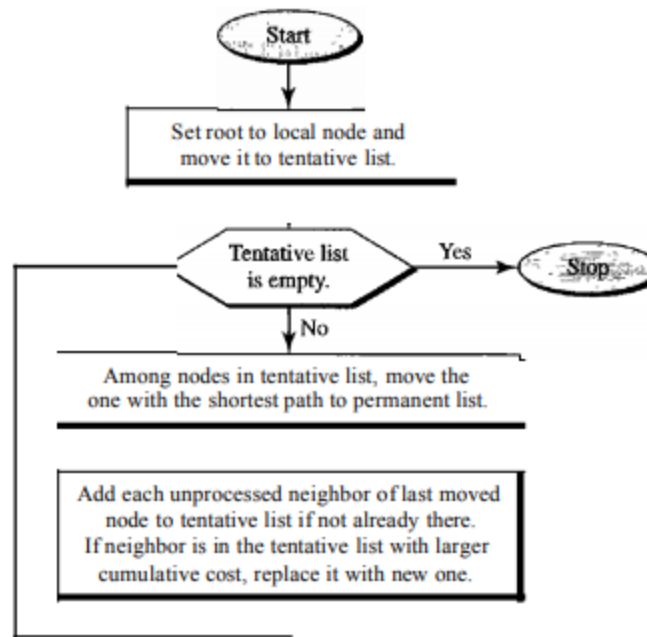 Start
Set root to local node and
move it to tentative list.
Tentative list
is empty.
Yes
Stop
No
Among nodes in tentative list, move the
one with the shortest path to permanent list.
Add each unprocessed neighbor of last moved
node to tentative list if not already there.
If neighbor is in the tentative list with larger
cumulative cost, replace it with new one.